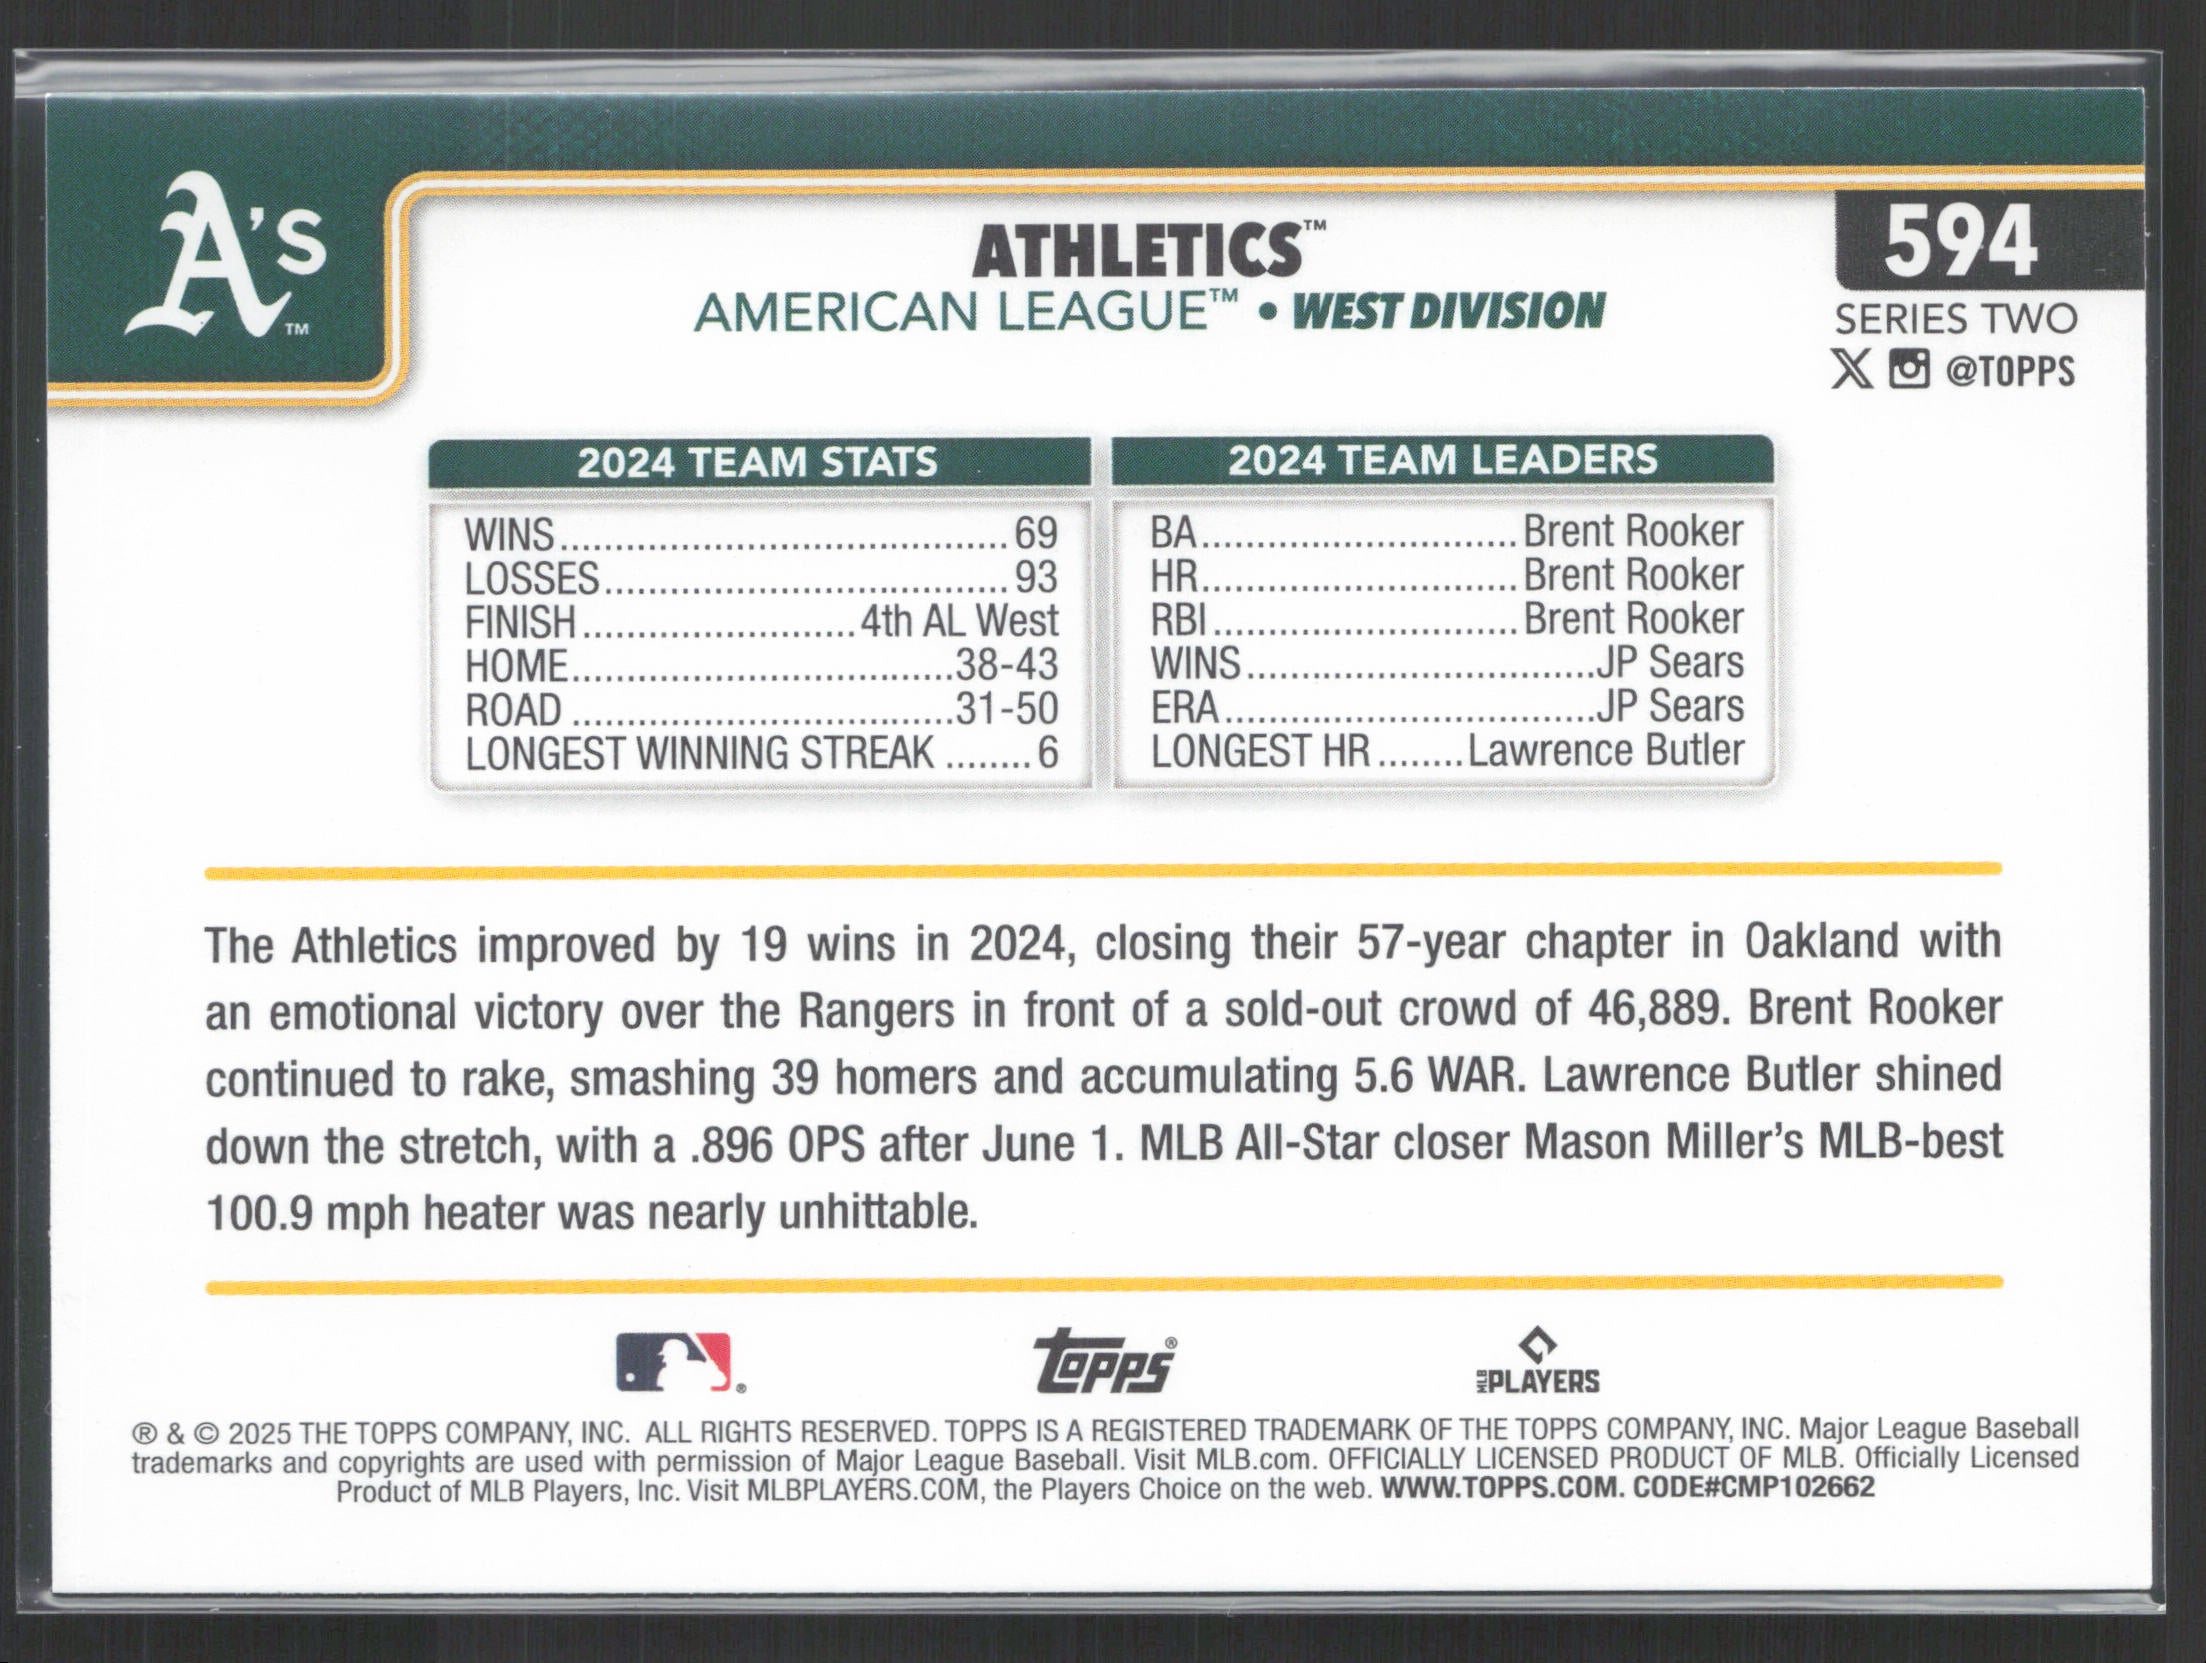 A's™
ATHLETICS™
AMERICAN LEAGUE™ • WEST DIVISION
594
SERIES TWO
X @TOPPS
2024 TEAM STATS
WINS........................................69
LOSSES....................................93
FINISH........................4th AL West
HOME..................................38-43
ROAD ..................................31-50
LONGEST WINNING STREAK ........6
2024 TEAM LEADERS
BA............................Brent Rooker
HR............................Brent Rooker
RBI...........................Brent Rooker
WINS...............................JP Sears
ERA.................................JP Sears
LONGEST HR ........Lawrence Butler
The Athletics improved by 19 wins in 2024, closing their 57-year chapter in Oakland with
an emotional victory over the Rangers in front of a sold-out crowd of 46,889. Brent Rooker
continued to rake, smashing 39 homers and accumulating 5.6 WAR. Lawrence Butler shined
down the stretch, with a .896 OPS after June 1. MLB All-Star closer Mason Miller’s MLB-best
100.9 mph heater was nearly unhittable.
®
Topps®
MLB PLAYERS
® & © 2025 THE TOPPS COMPANY, INC. ALL RIGHTS RESERVED. TOPPS IS A REGISTERED TRADEMARK OF THE TOPPS COMPANY, INC. Major League Baseball
trademarks and copyrights are used with permission of Major League Baseball. Visit MLB.com. OFFICIALLY LICENSED PRODUCT OF MLB. Officially Licensed
Product of MLB Players, Inc. Visit MLBPLAYERS.COM, the Players Choice on the web. WWW.TOPPS.COM. CODE#CMP102662